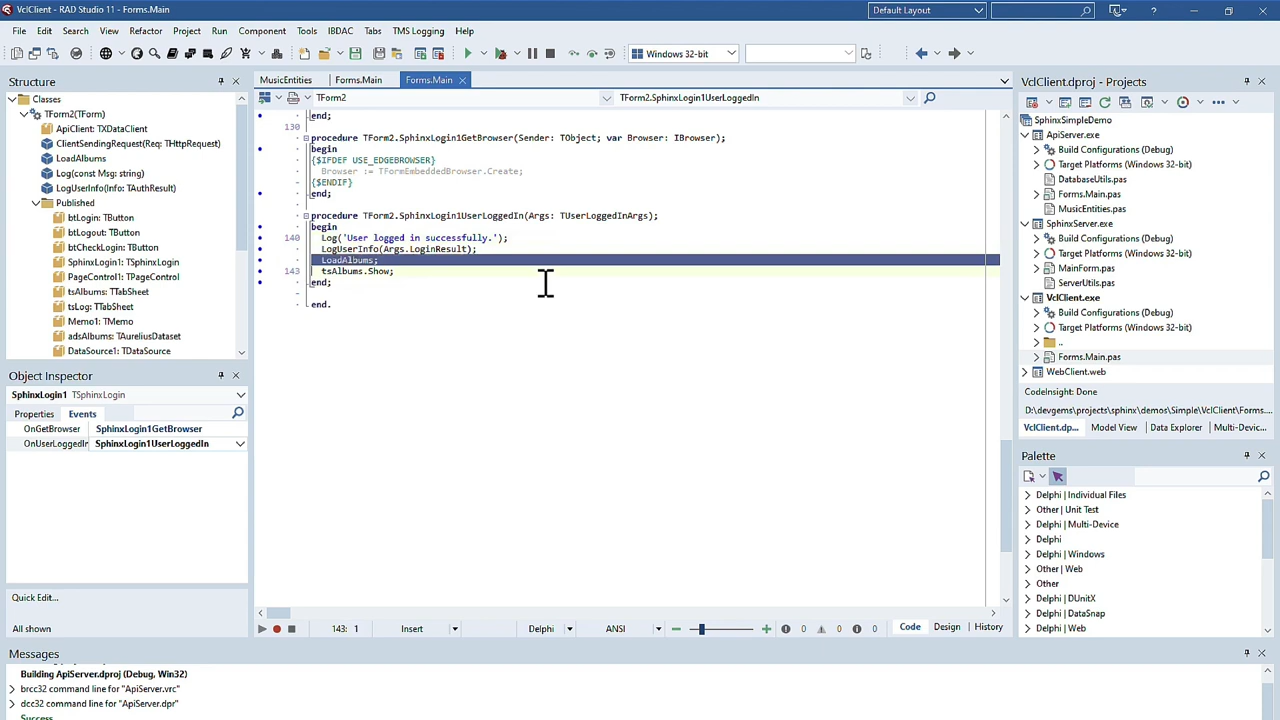 VclClient - RAD Studio 11 - Forms.Main
Default Layout
File Edit Search View Refactor Project Run Component Tools IBDAC Tabs TMS Logging Help
Windows 32-bit
Structure
Classes
TForm2(TForm)
ApiClient: TXDataClient
ClientSendingRequest(Req: THttpRequest)
LoadAlbums
Log(const Msg: string)
LogUserInfo(Info: TAuthResult)
Published
btLogin: TButton
btLogout: TButton
btCheckLogin: TButton
SphinxLogin1: TSphinxLogin
PageControl1: TPageControl
tsAlbums: TTabSheet
tsLog: TTabSheet
Memo1: TMemo
adsAlbums: TAureliusDataset
DataSource1: TDataSource
Object Inspector
SphinxLogin1 TSphinxLogin
Properties Events
OnGetBrowser SphinxLogin1GetBrowser
OnUserLoggedIn SphinxLogin1UserLoggedIn
Quick Edit...
All shown
MusicEntities Forms.Main Forms.Main
TForm2 TForm2.SphinxLogin1UserLoggedIn
end;
130
procedure TForm2.SphinxLogin1GetBrowser(Sender: TObject; var Browser: IBrowser);
begin
{$IFDEF USE_EDGEBROWSER}
Browser := TFormEmbeddedBrowser.Create;
{$ENDIF}
end;
procedure TForm2.SphinxLogin1UserLoggedIn(Args: TUserLoggedInArgs);
begin
140 Log('User logged in successfully.');
LogUserInfo(Args.LoginResult);
LoadAlbums;
143 tsAlbums.Show;
end;
end.
143: 1 Insert Delphi ANSI 0 0 0 Code Design History
VclClient.dproj - Projects
SphinxSimpleDemo
ApiServer.exe
Build Configurations (Debug)
Target Platforms (Windows 32-bit)
DatabaseUtils.pas
Forms.Main.pas
MusicEntities.pas
SphinxServer.exe
Build Configurations (Debug)
Target Platforms (Windows 32-bit)
MainForm.pas
ServerUtils.pas
VclClient.exe
Build Configurations (Debug)
Target Platforms (Windows 32-bit)
..
Forms.Main.pas
WebClient.web
CodeInsight: Done
D:\devgems\projects\sphinx\demos\Simple\VclClient\Forms....
VclClient.dp... Model View Data Explorer Multi-Devic...
Palette
Delphi | Individual Files
Other | Unit Test
Delphi | Multi-Device
Delphi
Delphi | Windows
Other | Web
Other
Delphi | DUnitX
Delphi | DataSnap
Delphi | Web
Messages
Building ApiServer.dproj (Debug, Win32)
brcc32 command line for "ApiServer.vrc"
dcc32 command line for "ApiServer.dpr"
Success